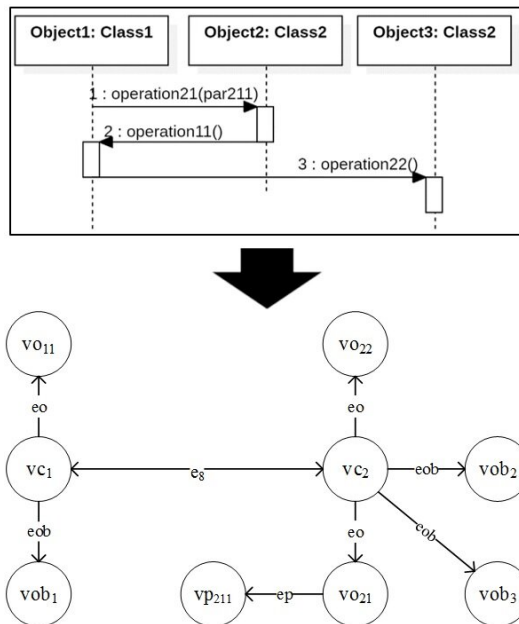 Object1: Class1 Object2: Class2 Object3: Class2
1 : operation21(par211)
2 : operation11()
3 : operation22()
vo₁₁ vo₂₂
eo eo
vc₁ e₈ vc₂ eob vob₂
eob eo eob
vob₁ vp₂₁₁ ep vo₂₁ vob₃